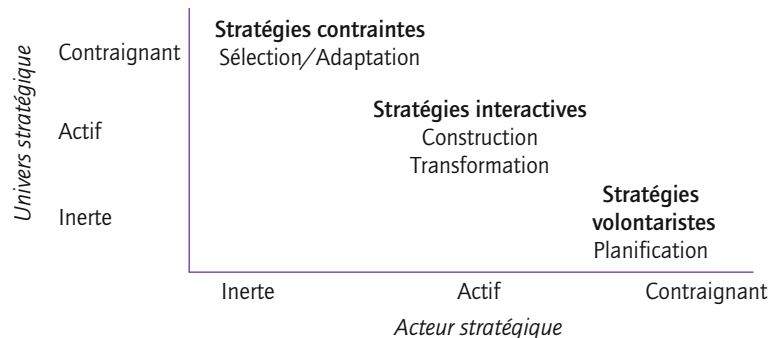 Univers stratégique
Contraignant
Stratégies contraintes
Sélection/Adaptation
Actif
Stratégies interactives
Construction
Transformation
Inerte
Stratégies
volontaristes
Planification
Inerte Actif Contraignant
Acteur stratégique